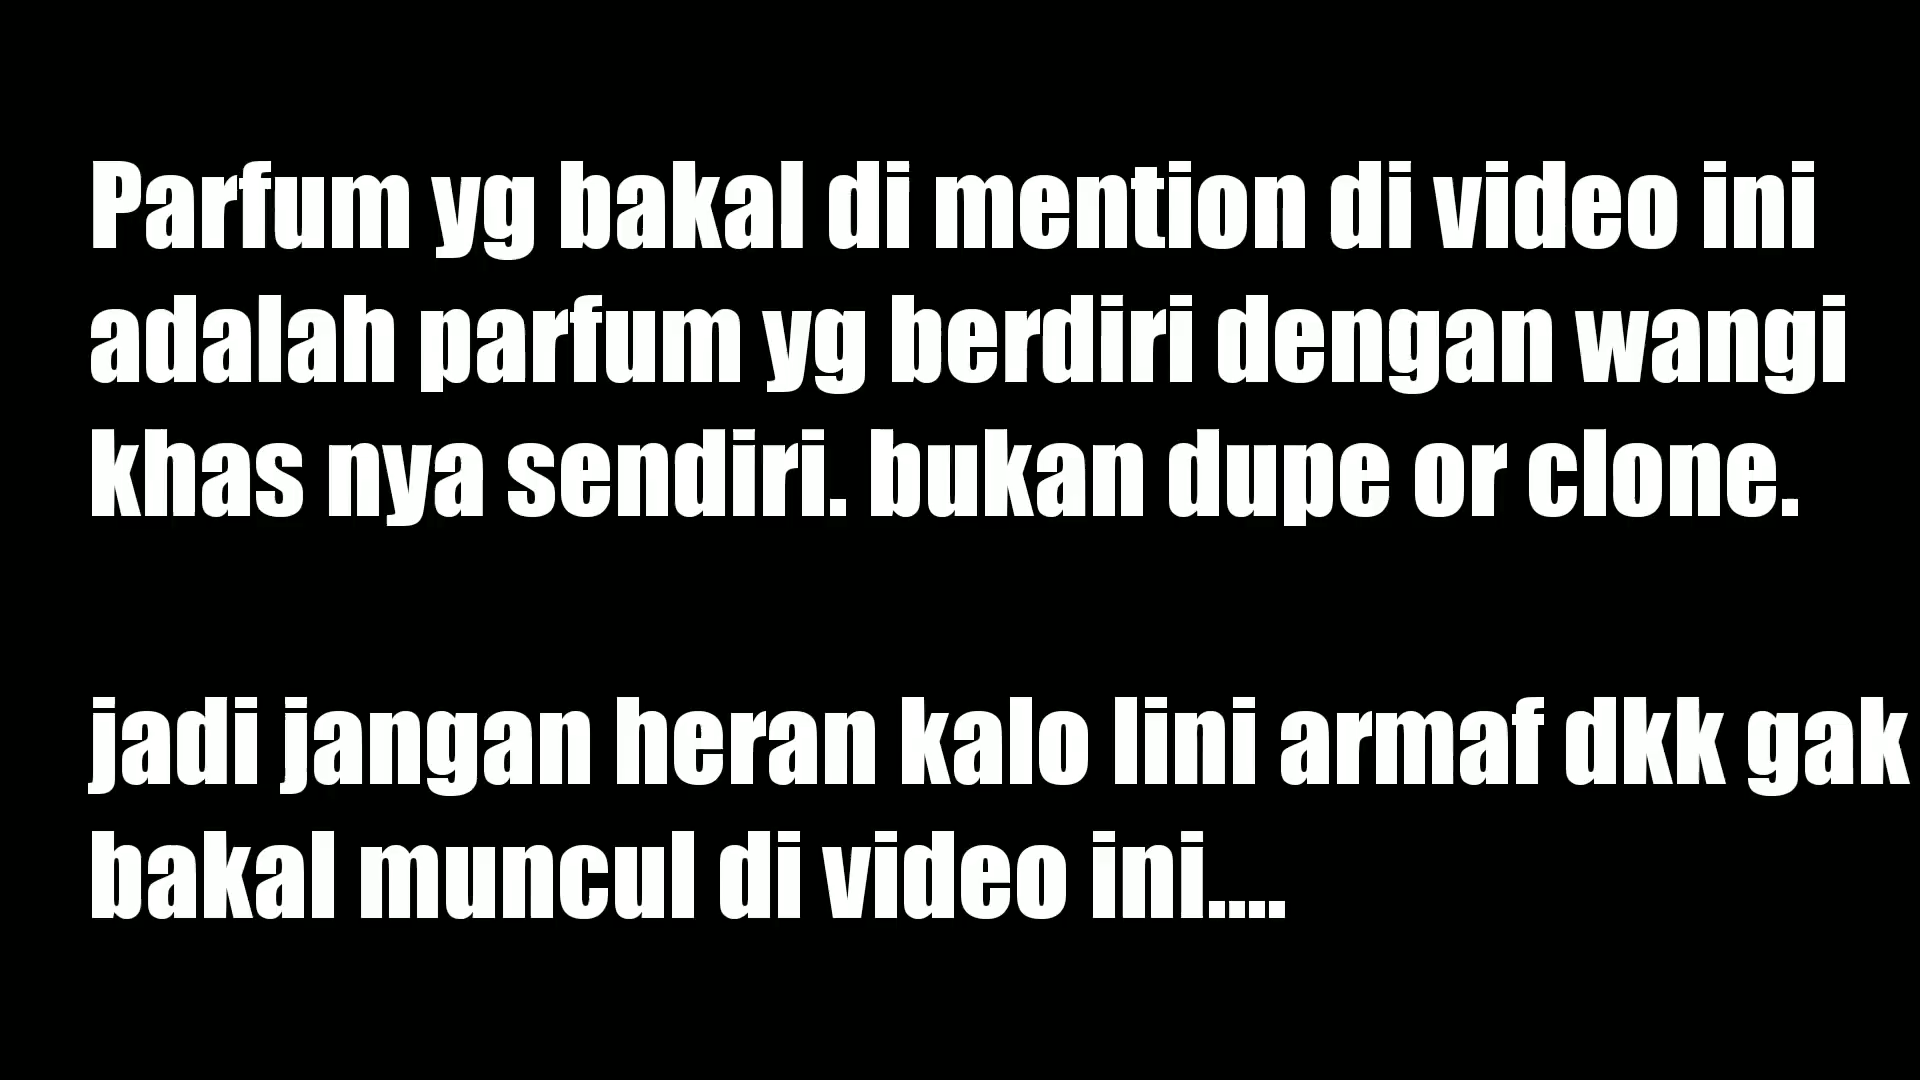 Parfum yg bakal di mention di video ini
adalah parfum yg berdiri dengan wangi
khas nya sendiri. bukan dupe or clone.
jadi jangan heran kalo lini armaf dkk gak
bakal muncul di video ini....